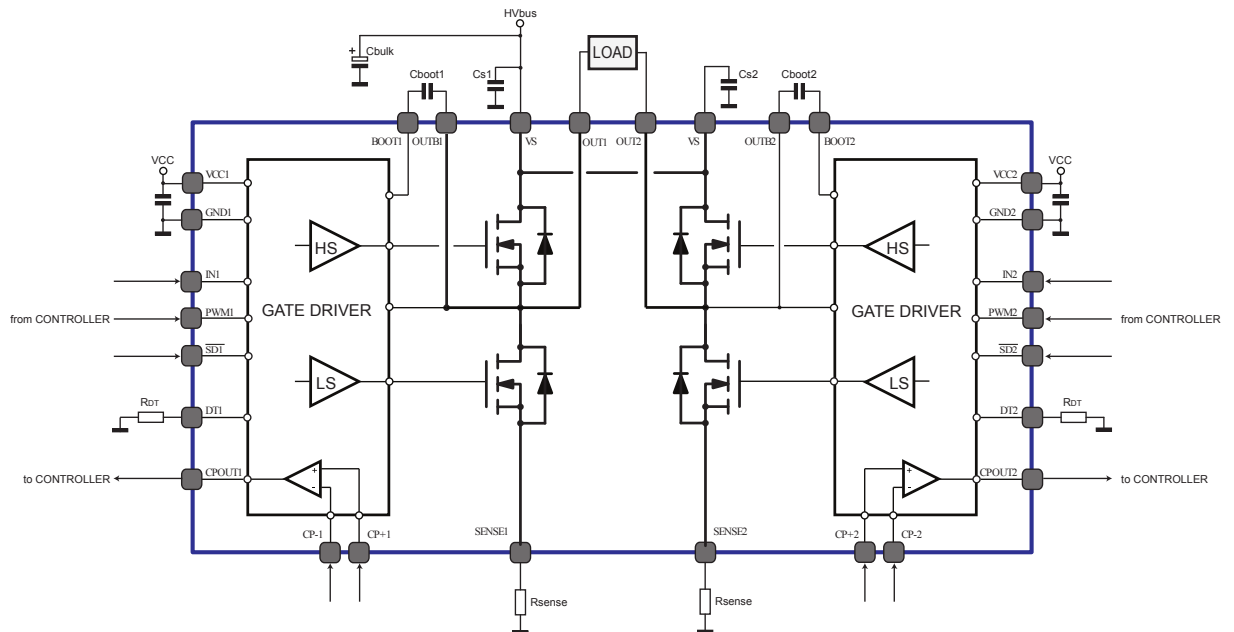 HVbus
+
Cbulk
LOAD
Cs1
Cs2
Cboot1
Cboot2
BOOT1
OUTB1
VS
OUT1
OUT2
VS
OUTB2
BOOT2
VCC
VCC
VCC1
VCC2
GND1
GND2
HS
HS
IN1
IN2
GATE DRIVER
GATE DRIVER
from CONTROLLER
PWM1
PWM2
from CONTROLLER
SD1
SD2
LS
LS
RDT
DT1
DT2
RDT
to CONTROLLER
CPOUT1
+
-
+
-
CPOUT2
to CONTROLLER
CP-1
CP+1
SENSE1
SENSE2
CP+2
CP-2
Rsense
Rsense